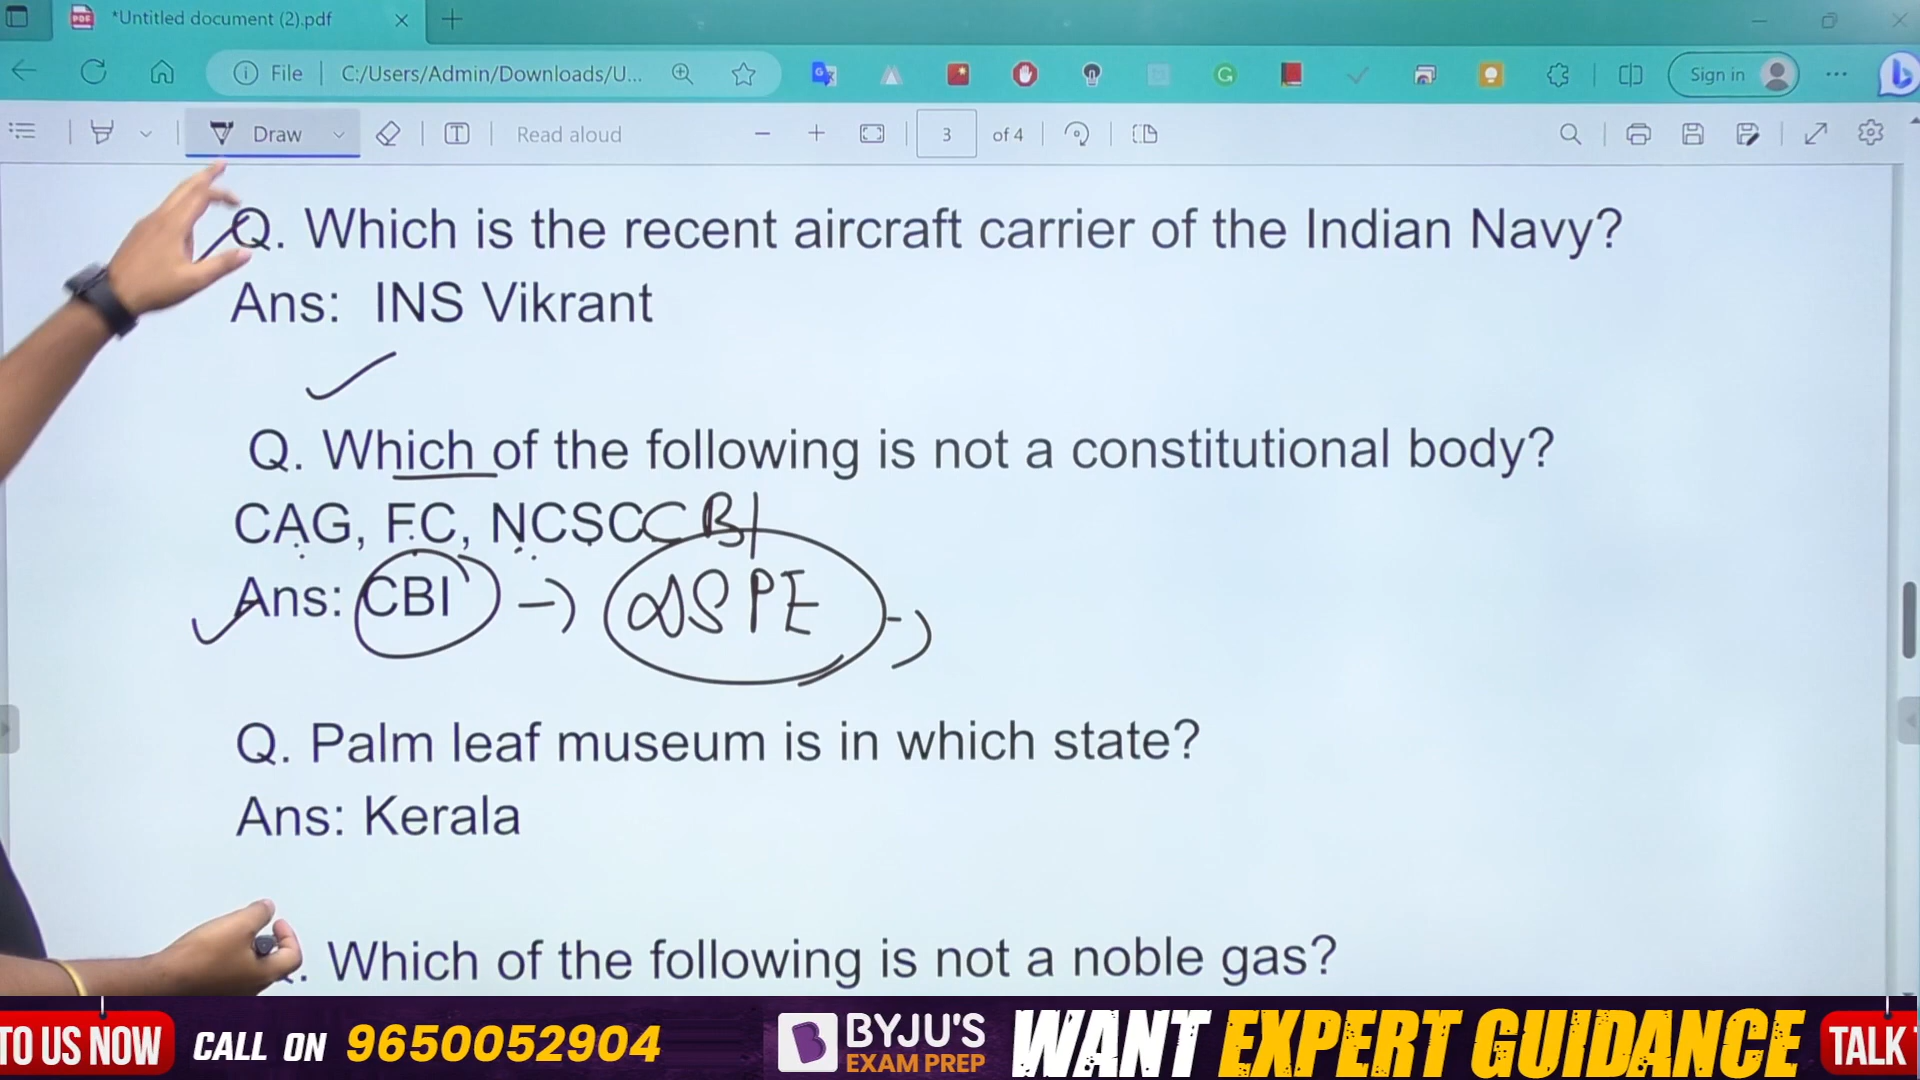 *Untitled document (2).pdf
File C:/Users/Admin/Downloads/U... Sign in
Draw Read aloud 3 of 4
Q. Which is the recent aircraft carrier of the Indian Navy?
Ans: INS Vikrant
Q. Which of the following is not a constitutional body?
CAG, FC, NCSC CBI
Ans: CBI → DSPE →
Q. Palm leaf museum is in which state?
Ans: Kerala
. Which of the following is not a noble gas?
TO US NOW CALL ON 9650052904 BYJU'S EXAM PREP WANT EXPERT GUIDANCE TALK